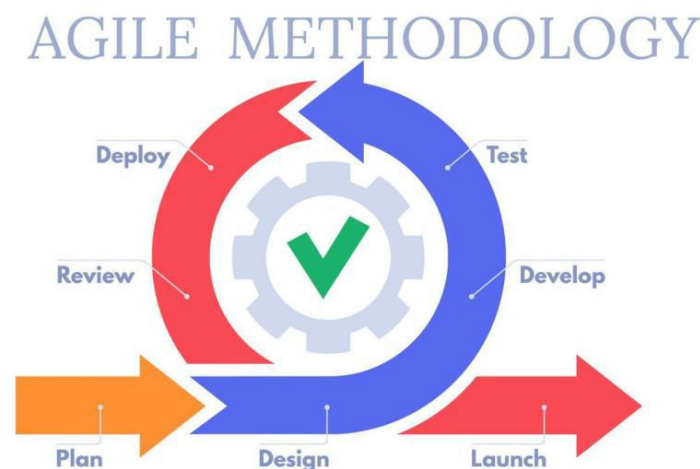 AGILE METHODOLOGY
Deploy
Test
Review
Develop
Plan
Design
Launch